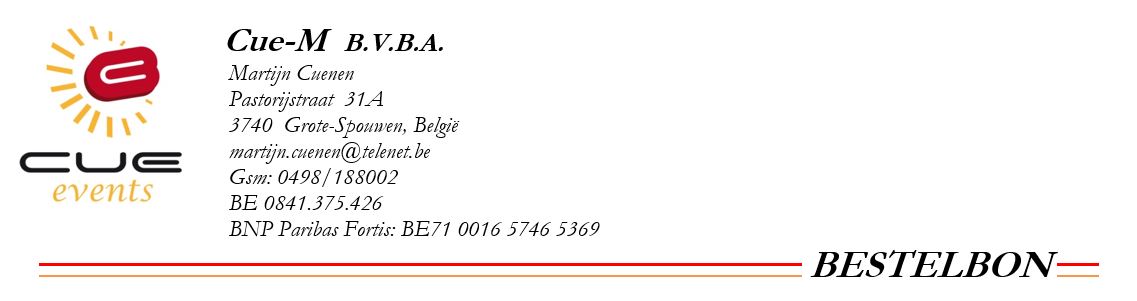 CUE
events
Cue-M B.V.B.A.
Martijn Cuenen
Pastorijstraat 31A
3740 Grote-Spouwen, België
martijn.cuenen@telenet.be
Gsm: 0498/188002
BE 0841.375.426
BNP Paribas Fortis: BE71 0016 5746 5369
BESTELBON